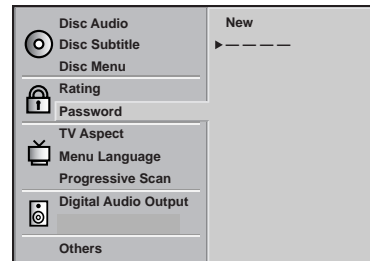 Disc Audio
Disc Subtitle
Disc Menu
Rating
Password
TV Aspect
Menu Language
Progressive Scan
Digital Audio Output
Others
New
— — — —